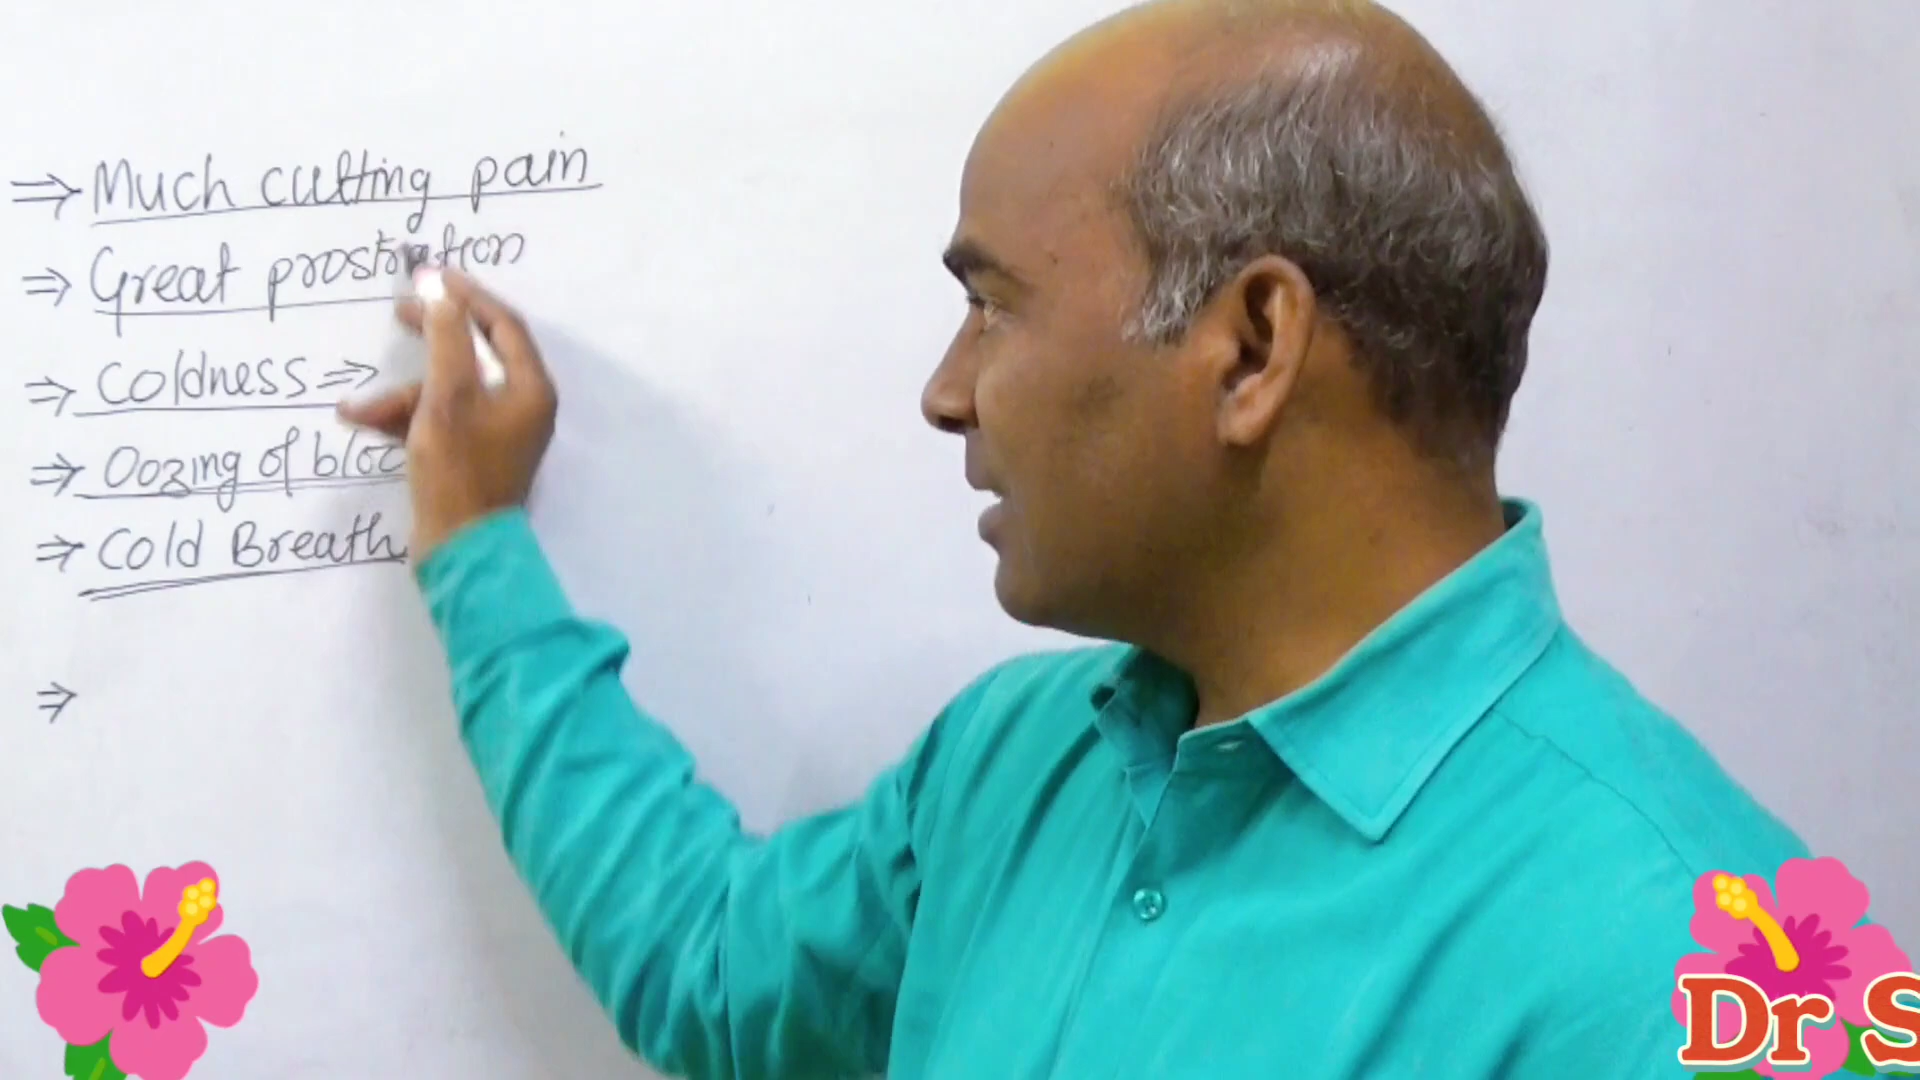 ⇒ Much cutting pain
⇒ Great prostration
⇒ Coldness ⇒
⇒ Oozing of bloo
⇒ Cold Breath
⇒
Dr S